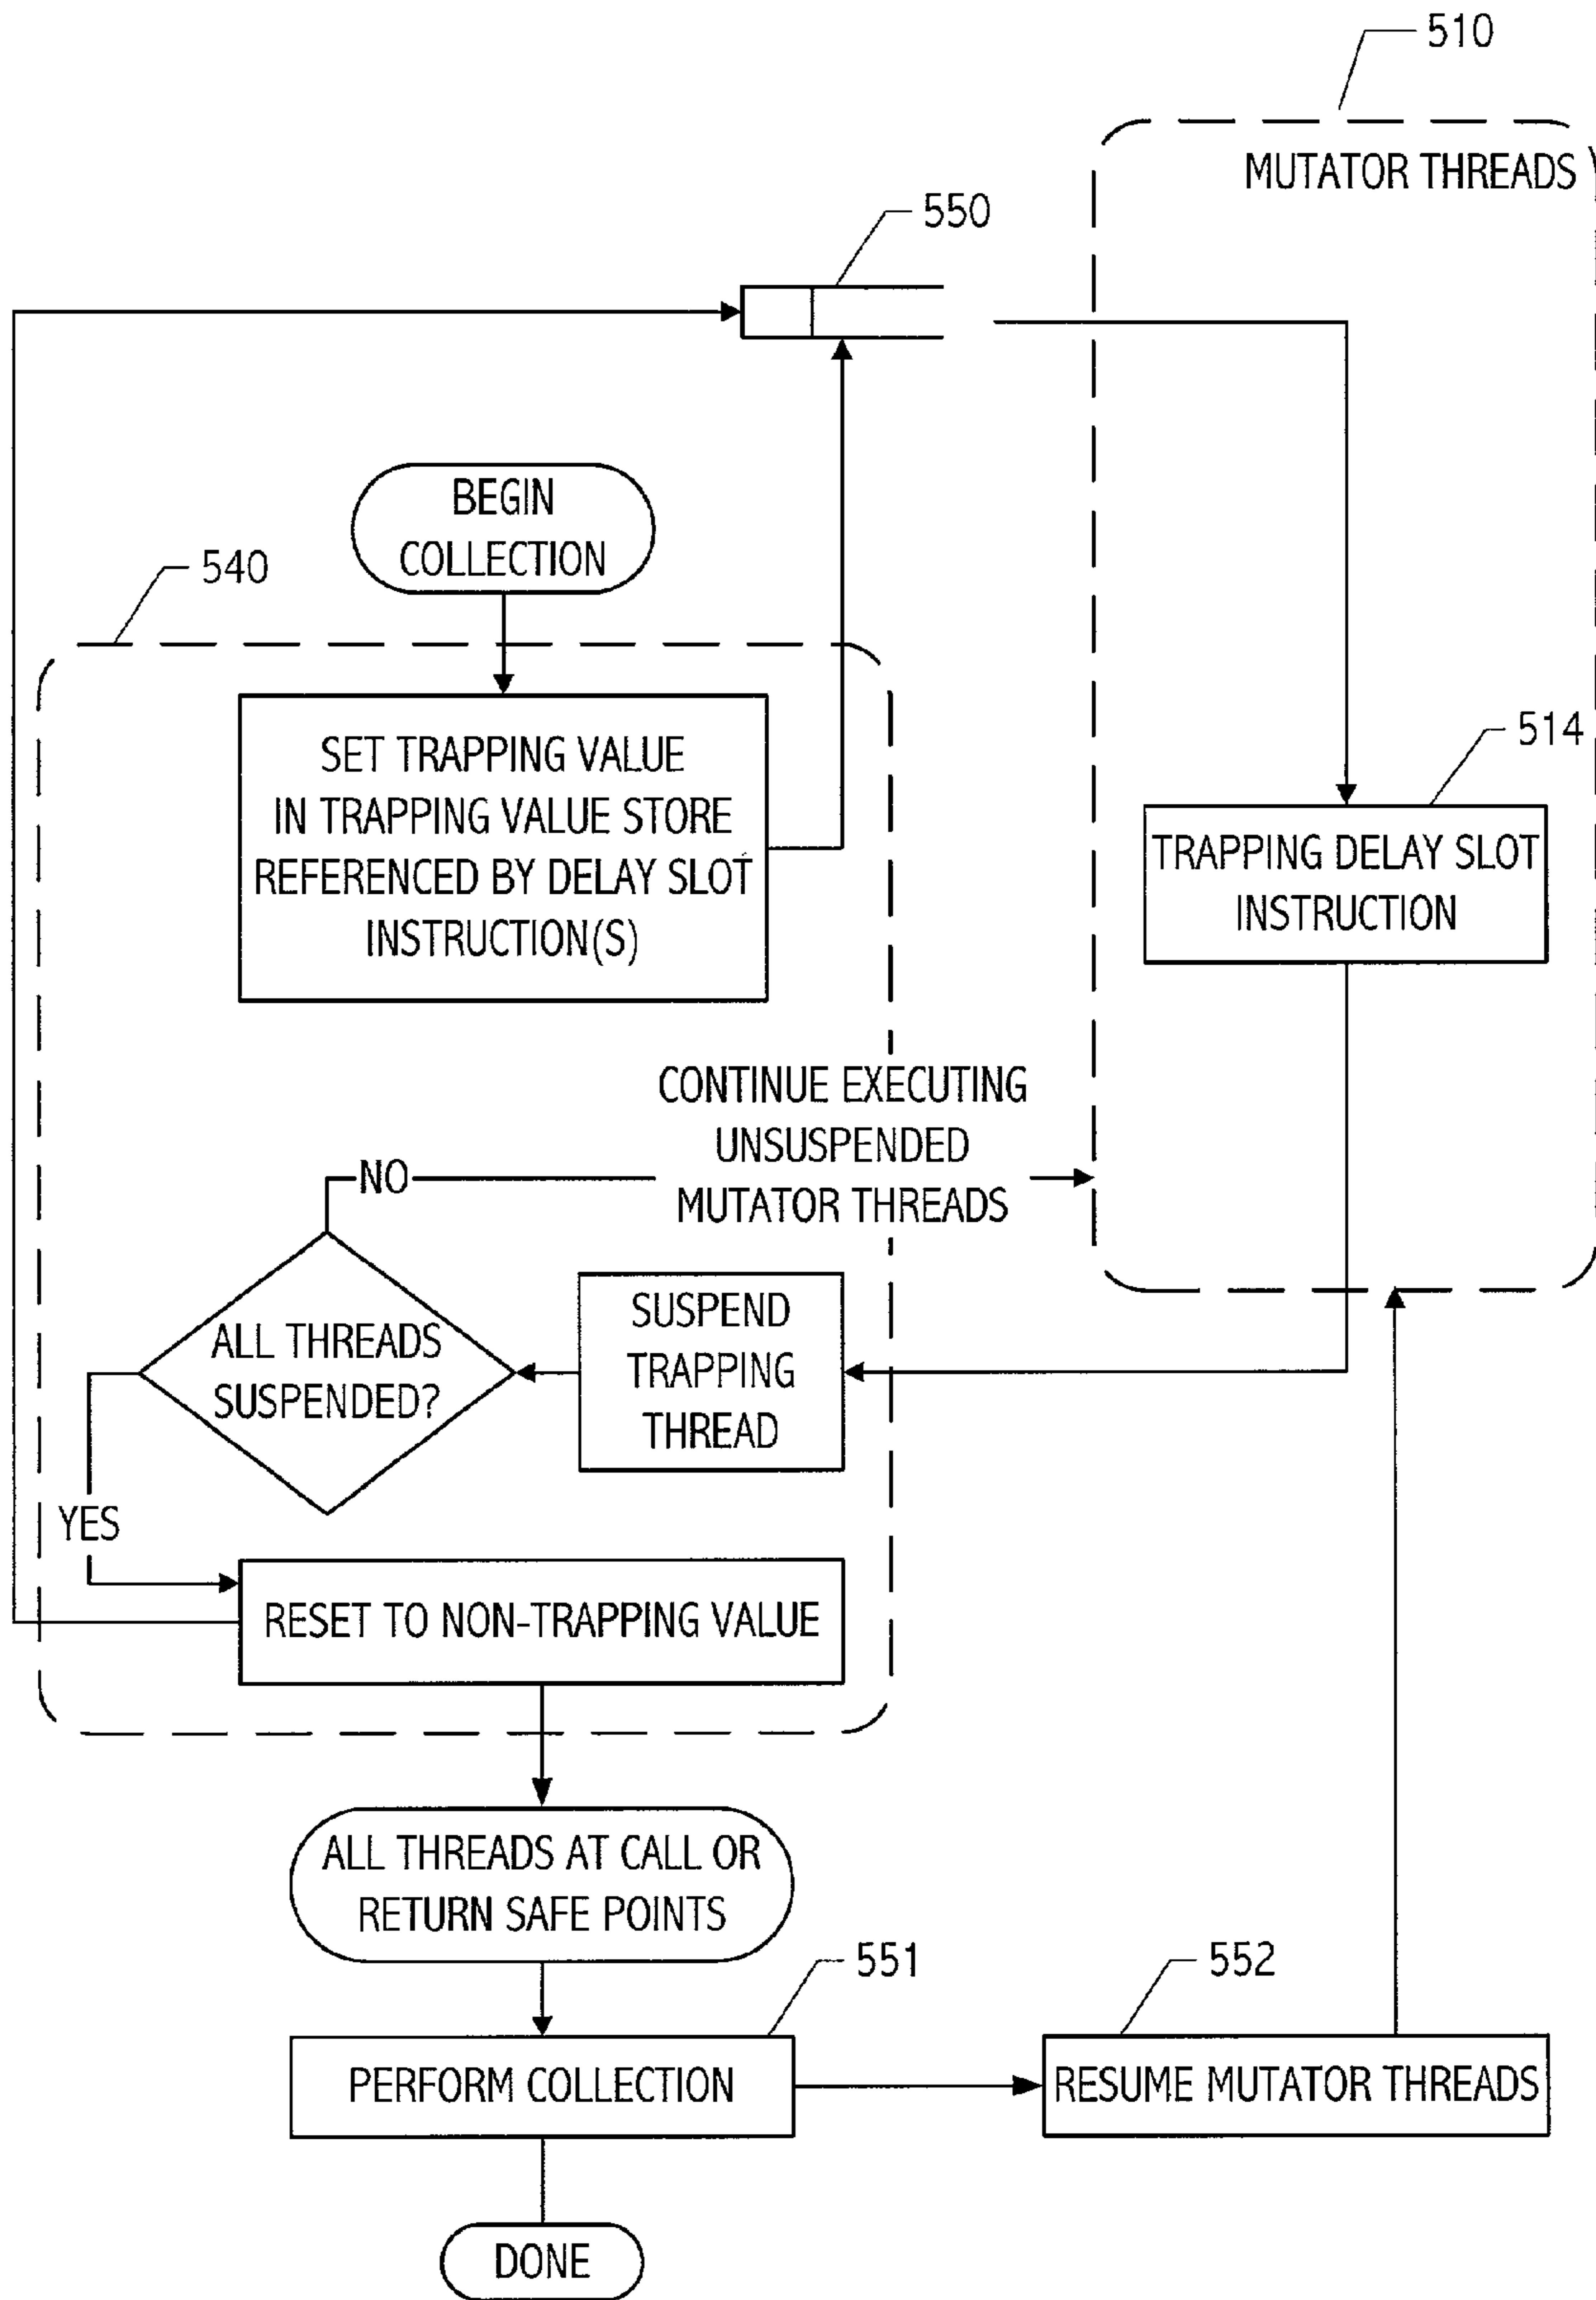 510
MUTATOR THREADS
550
BEGIN
COLLECTION
540
SET TRAPPING VALUE
IN TRAPPING VALUE STORE
REFERENCED BY DELAY SLOT
INSTRUCTION(S)
514
TRAPPING DELAY SLOT
INSTRUCTION
CONTINUE EXECUTING
UNSUSPENDED
MUTATOR THREADS
NO
SUSPEND
TRAPPING
THREAD
ALL THREADS
SUSPENDED?
YES
RESET TO NON-TRAPPING VALUE
ALL THREADS AT CALL OR
RETURN SAFE POINTS
551
552
PERFORM COLLECTION
RESUME MUTATOR THREADS
DONE